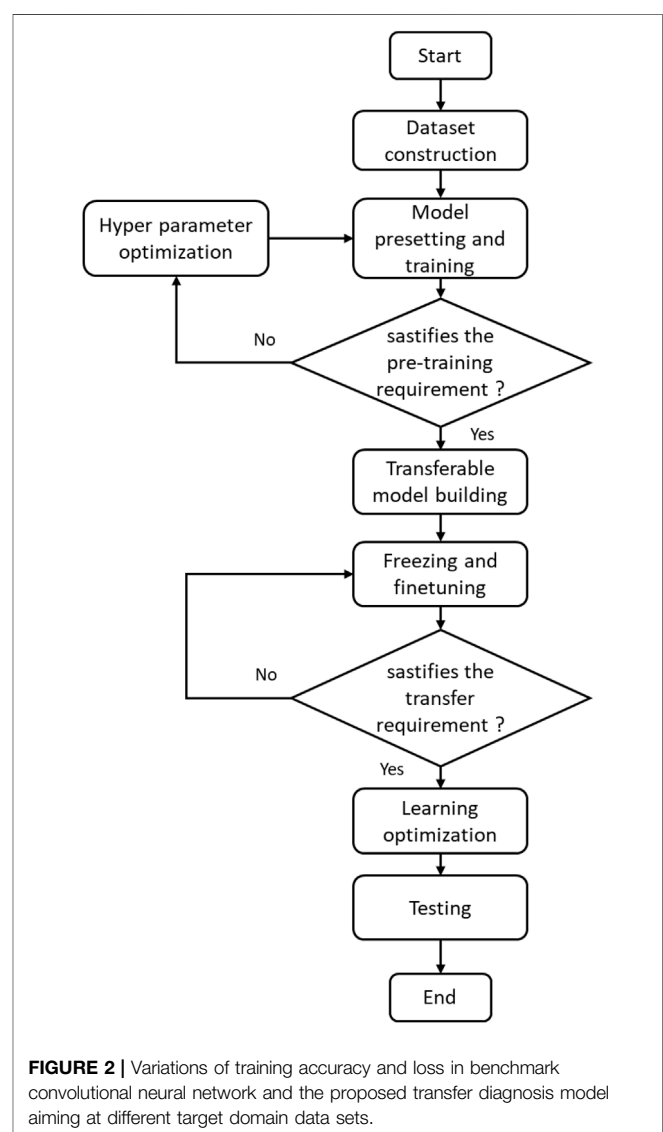 Start
Dataset
construction
Hyper parameter
optimization
Model
presetting and
training
No
sastifies the
pre-training
requirement ?
Yes
Transferable
model building
Freezing and
finetuning
No
sastifies the
transfer
requirement ?
Yes
Learning
optimization
Testing
End
FIGURE 2 | Variations of training accuracy and loss in benchmark
convolutional neural network and the proposed transfer diagnosis model
aiming at different target domain data sets.